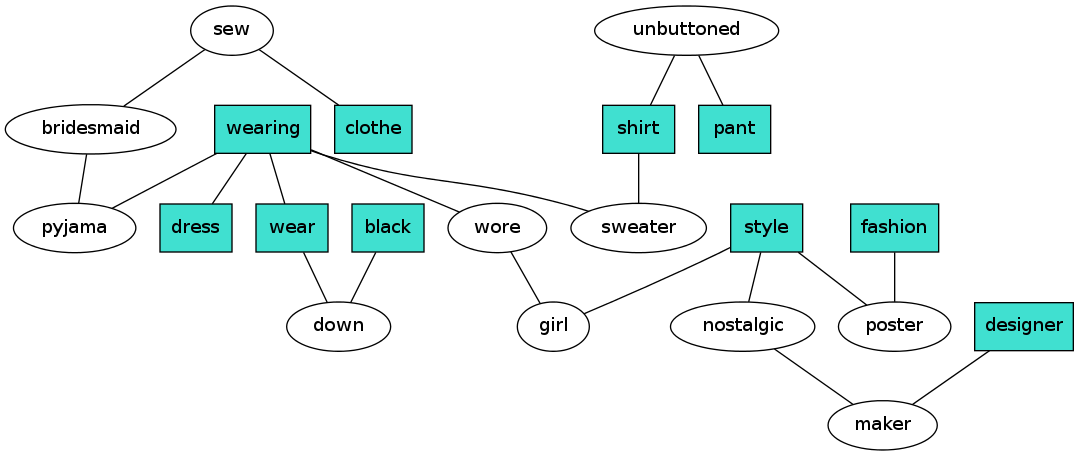 sew
unbuttoned
bridesmaid
wearing
clothe
shirt
pant
pyjama
dress
wear
black
wore
sweater
style
fashion
down
girl
nostalgic
poster
designer
maker